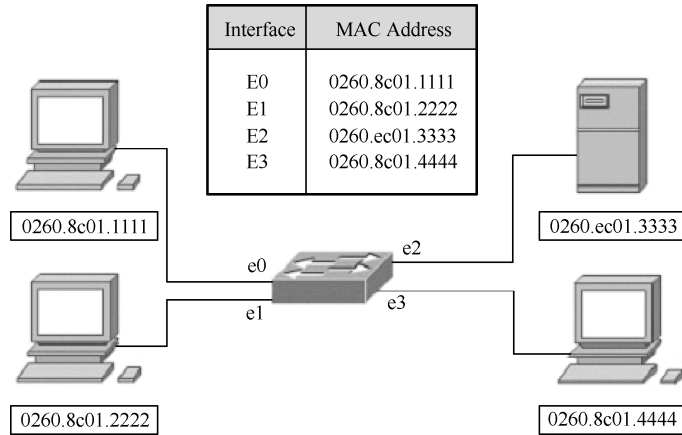 Interface MAC Address
E0 0260.8c01.1111
E1 0260.8c01.2222
E2 0260.ec01.3333
E3 0260.8c01.4444
0260.8c01.1111
0260.ec01.3333
e0
e2
e1
e3
0260.8c01.2222
0260.8c01.4444